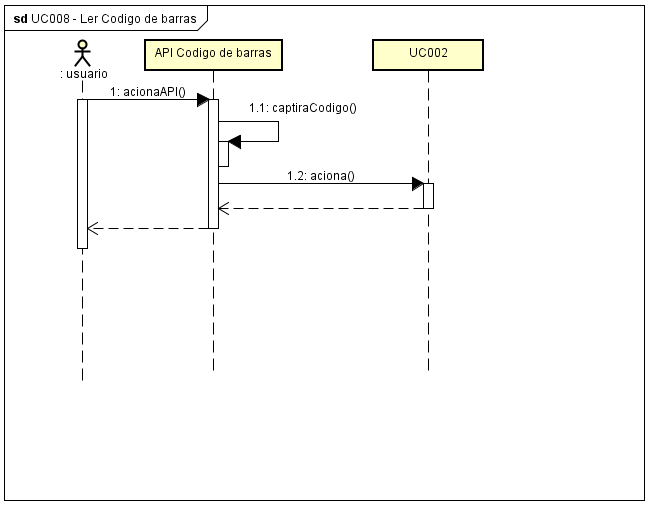 sd UC008 - Ler Codigo de barras
: usuario
API Codigo de barras
UC002
1: acionaAPI()
1.1: captiraCodigo()
1.2: aciona()